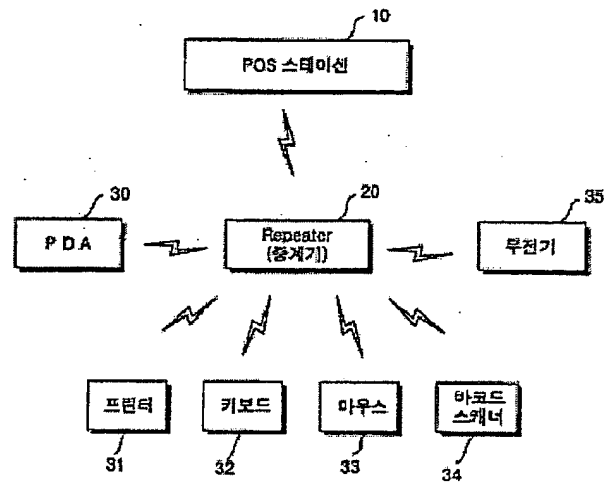 10
POS 스테이션
30
20
35
P D A
Repeater
(중계기)
무전기
프린터
키보드
마우스
바코드
스캐너
31
32
33
34